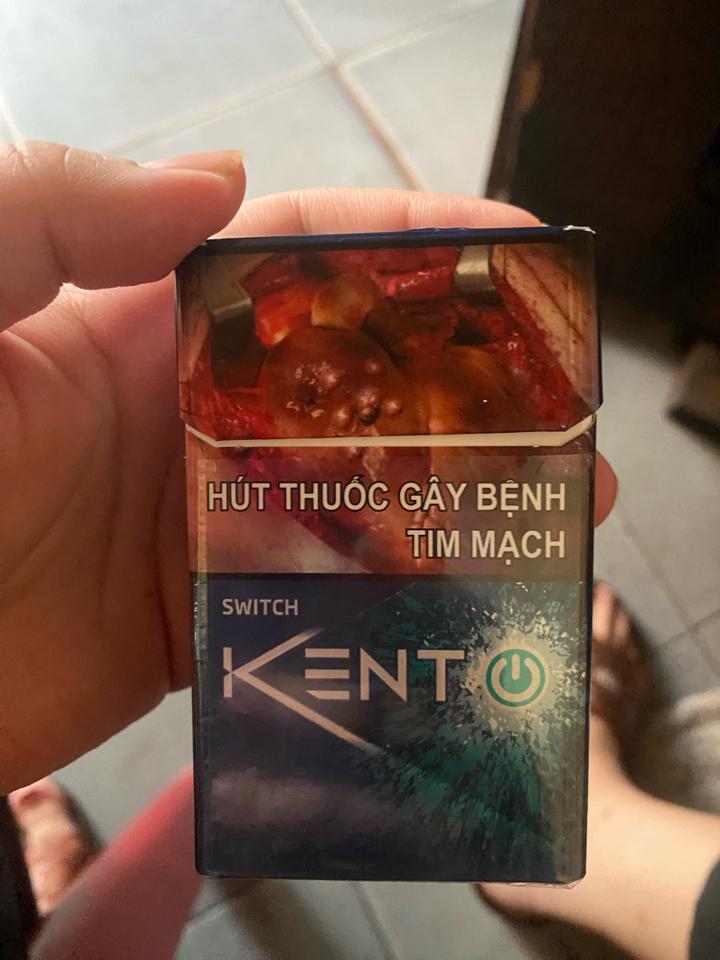 HÚT THUỐC GÂY BỆNH
TIM MẠCH
SWITCH
KENT